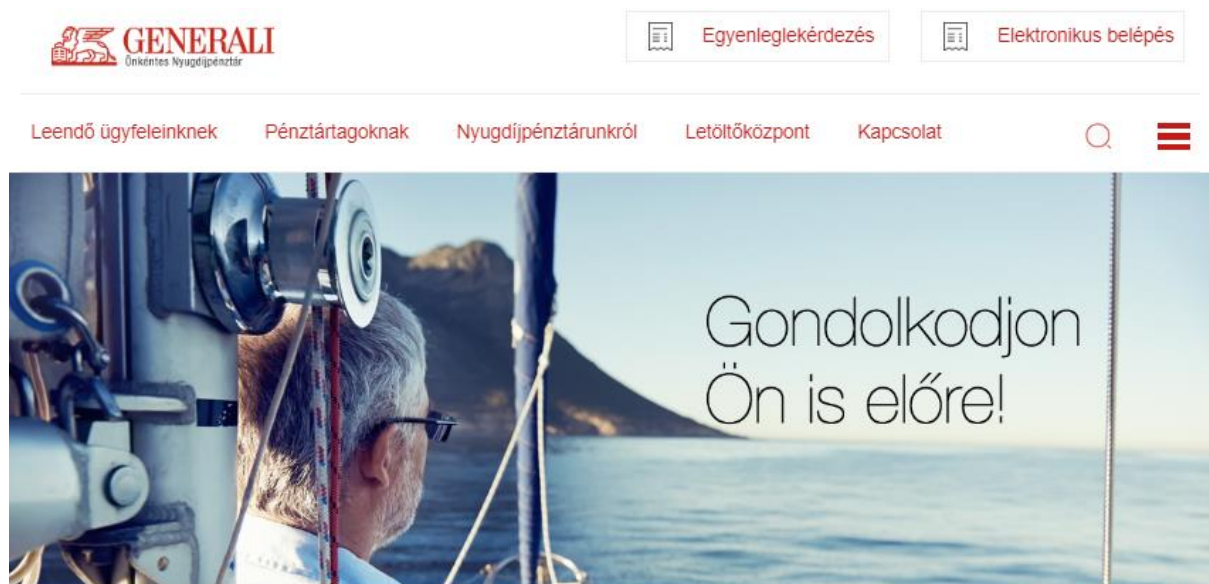 GENERALI
Önkéntes Nyugdíjpénztár
Egyenleglekérdezés
Elektronikus belépés
Leendő ügyfeleinknek
Pénztártagoknak
Nyugdíjpénztárunkról
Letöltőközpont
Kapcsolat
Gondolkodjon
Ön is előre!